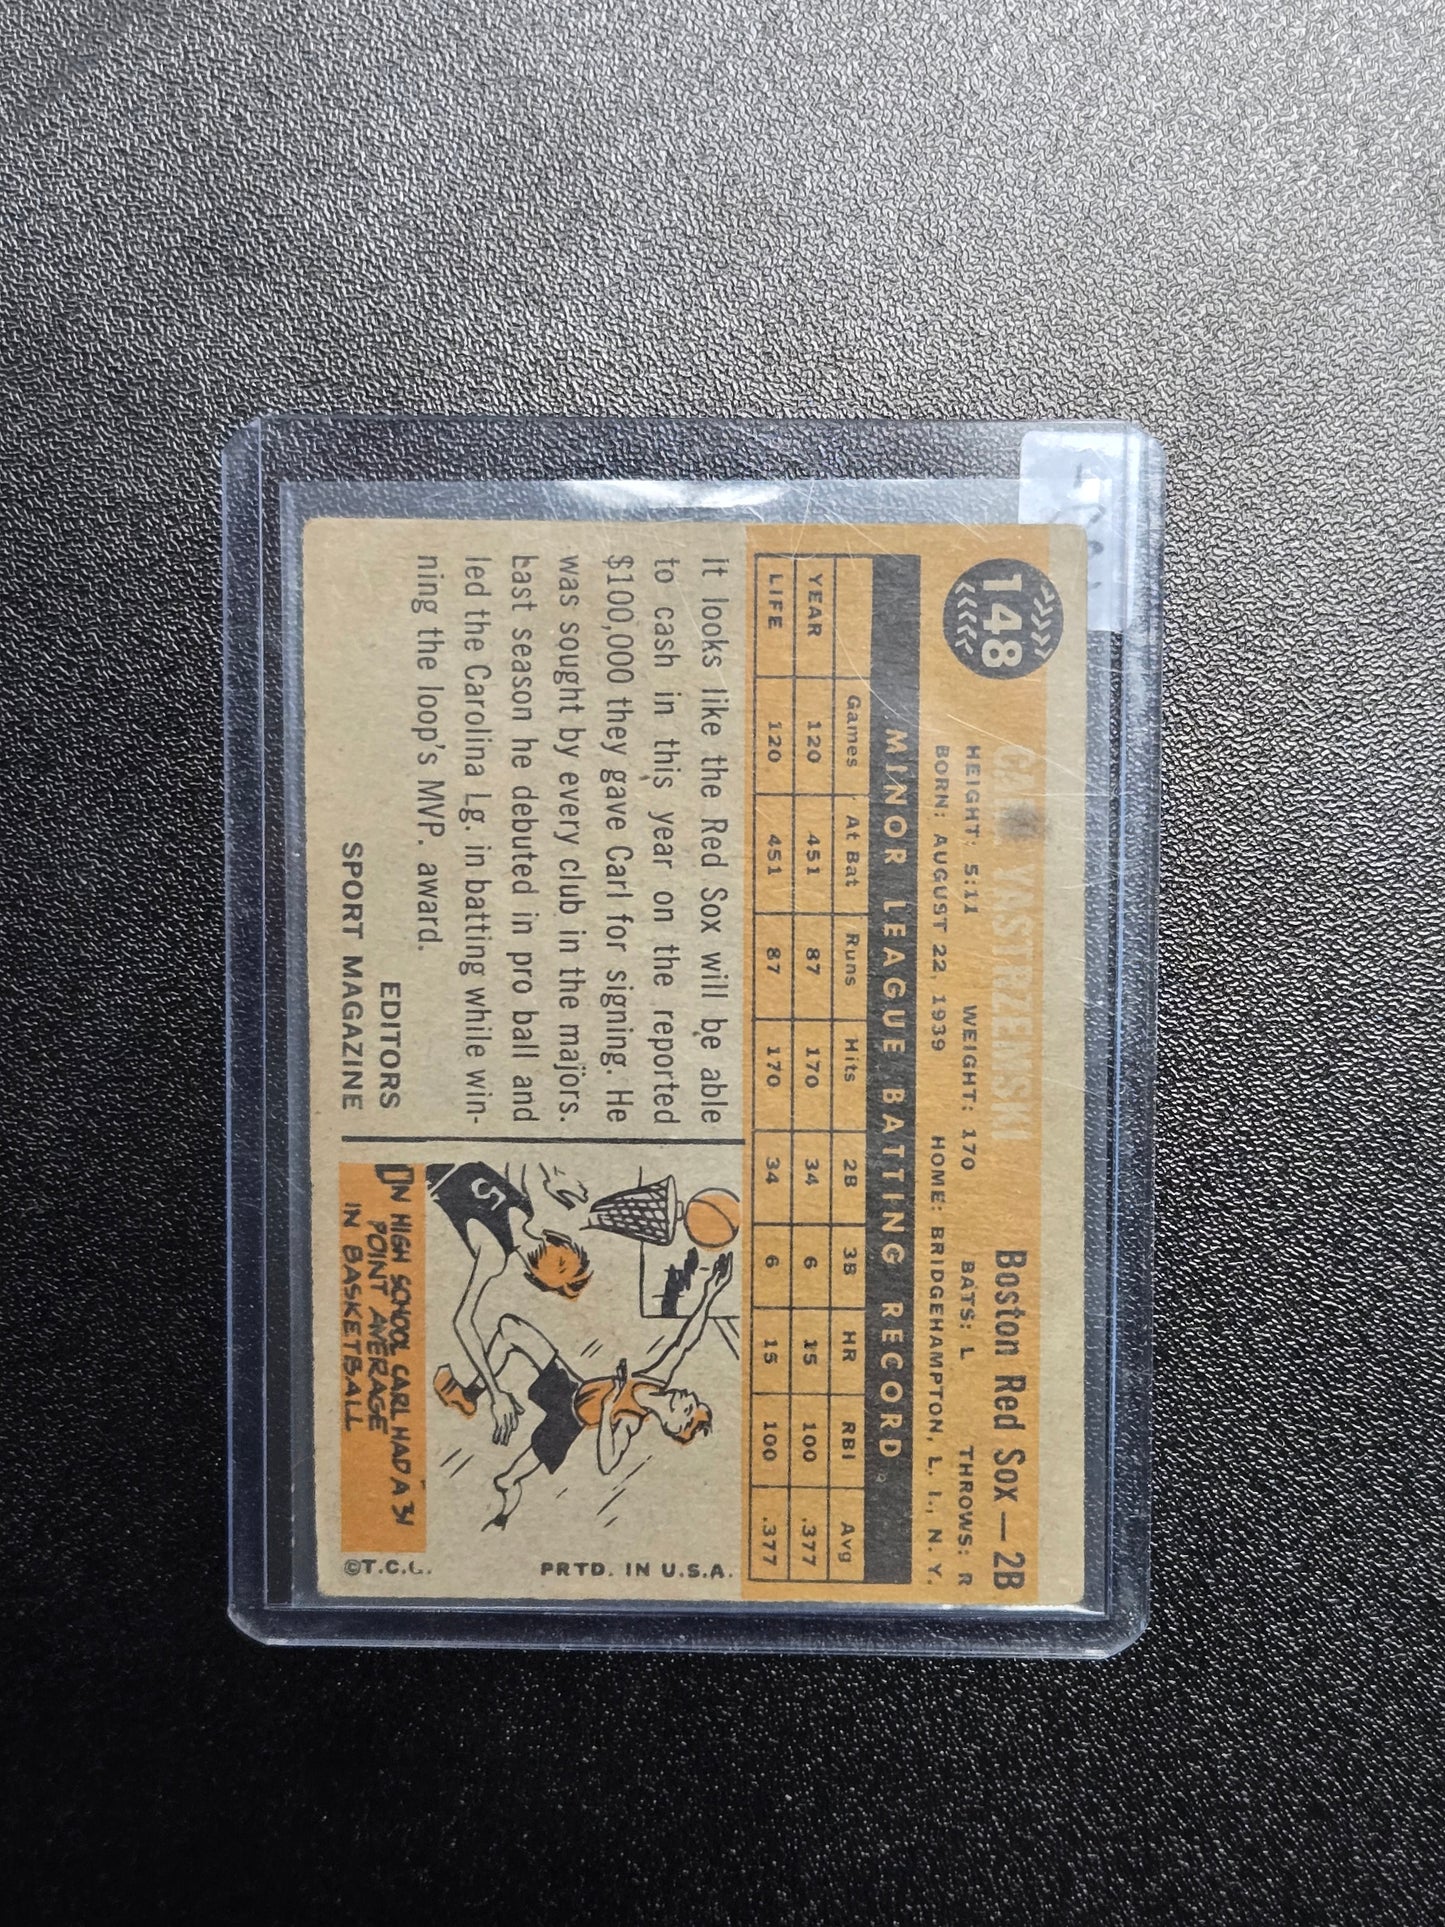 148
CARL YASTRZEMSKI
Boston Red Sox — 2B
HEIGHT: 5:11 WEIGHT: 170 BATS: L THROWS: R
BORN: AUGUST 22, 1939 HOME: BRIDGEHAMPTON, L. I., N. Y.
MINOR LEAGUE BATTING RECORD
Games At Bat Runs Hits 2B 3B HR RBI Avg
YEAR 120 451 87 170 34 6 15 100 .377
LIFE 120 451 87 170 34 6 15 100 .377
It looks like the Red Sox will be able
to cash in this year on the reported
$100,000 they gave Carl for signing. He
was sought by every club in the majors.
Last season he debuted in pro ball and
led the Carolina Lg. in batting while win-
ning the loop's MVP. award.
EDITORS
SPORT MAGAZINE
5
IN HIGH SCHOOL CARL HAD A 31
POINT AVERAGE
IN BASKETBALL
PRTD. IN U.S.A.
©T.C.G.